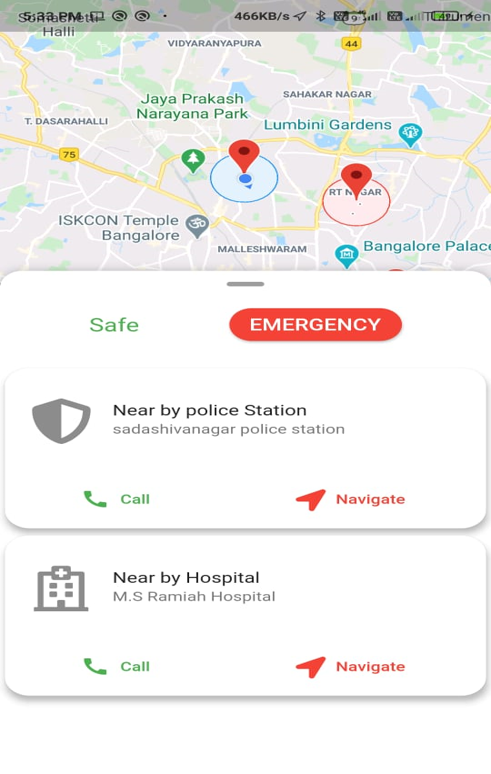 5:33 PM
466KB/s
Halli
VIDYARANYAPURA
44
Jaya Prakash
Narayana Park
SAHAKAR NAGAR
Lumbini Gardens
T. DASARAHALLI
75
RT NAGAR
ISKCON Temple
Bangalore
MALLESHWARAM
Bangalore Palace
Safe
EMERGENCY
Near by police Station
sadashivanagar police station
Call
Navigate
Near by Hospital
M.S Ramiah Hospital
Call
Navigate